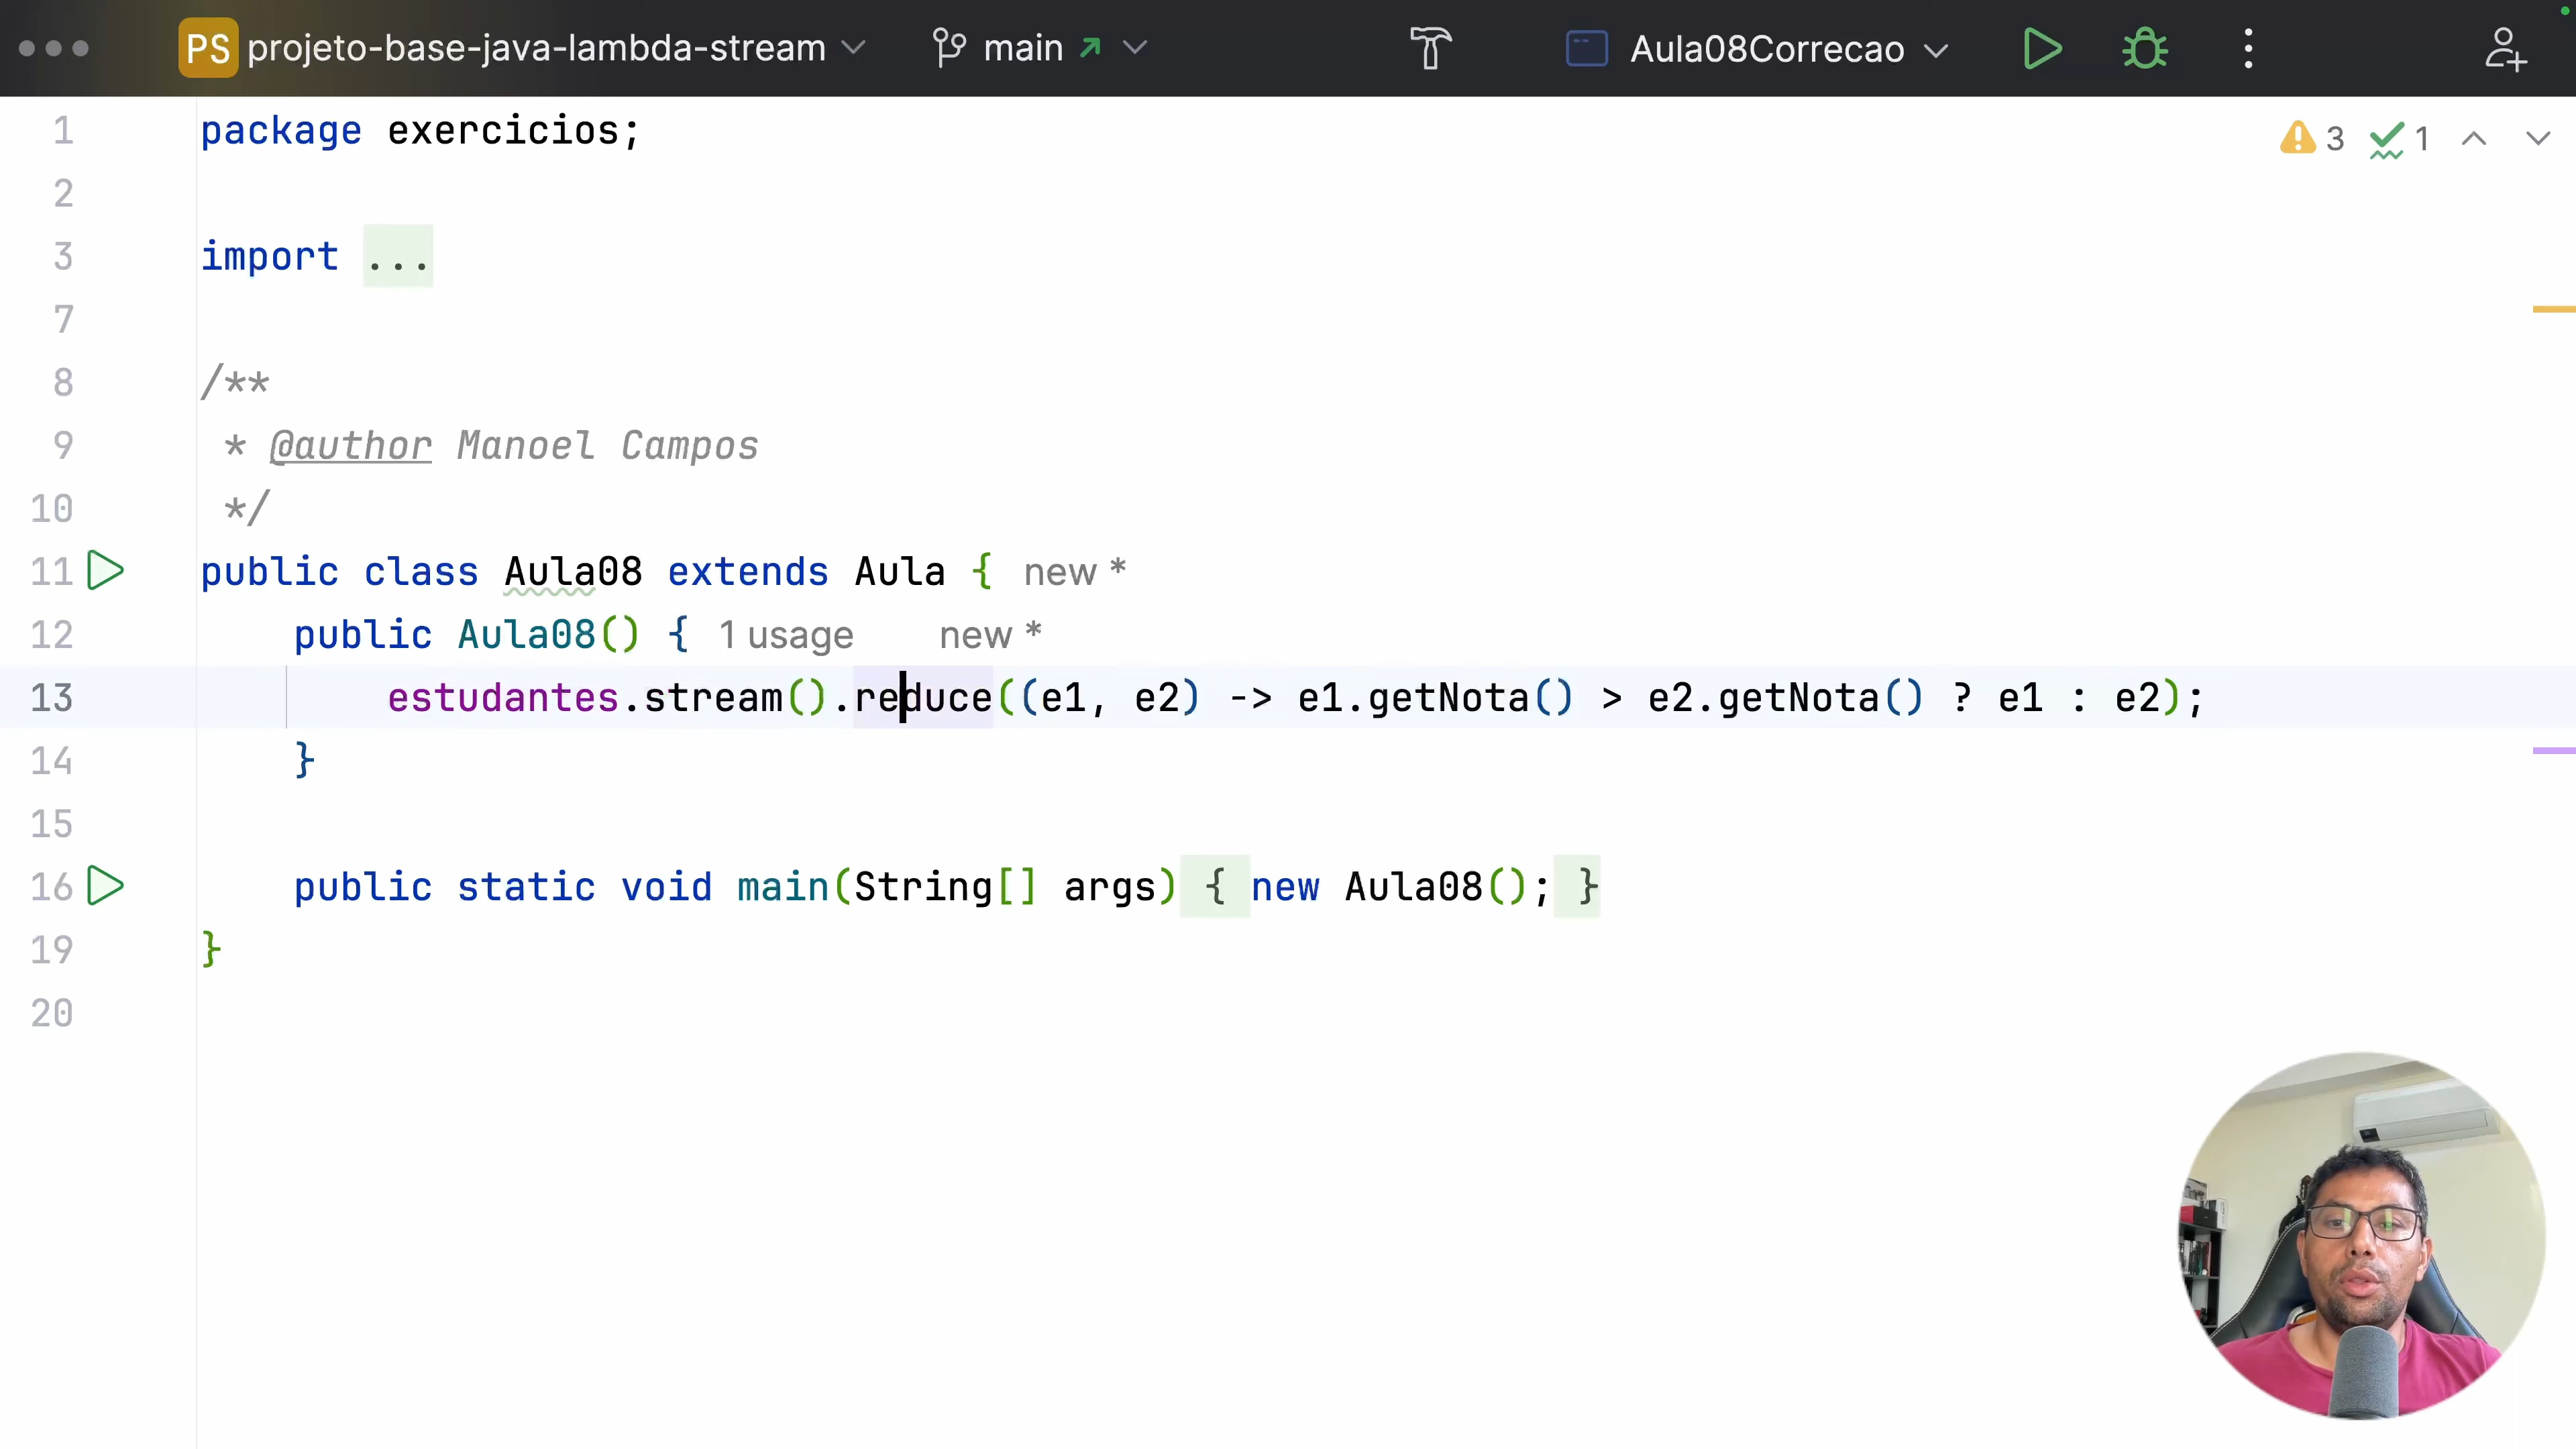 PS projeto-base-java-lambda-stream main Aula08Correcao
1 package exercicios;
3 1
2
3 import ...
7
8 /**
9 * @author Manoel Campos
10 */
11 public class Aula08 extends Aula { new *
12 public Aula08() { 1 usage new *
13 estudantes.stream().reduce((e1, e2) -> e1.getNota() > e2.getNota() ? e1 : e2);
14 }
15
16 public static void main(String[] args) { new Aula08(); }
19 }
20